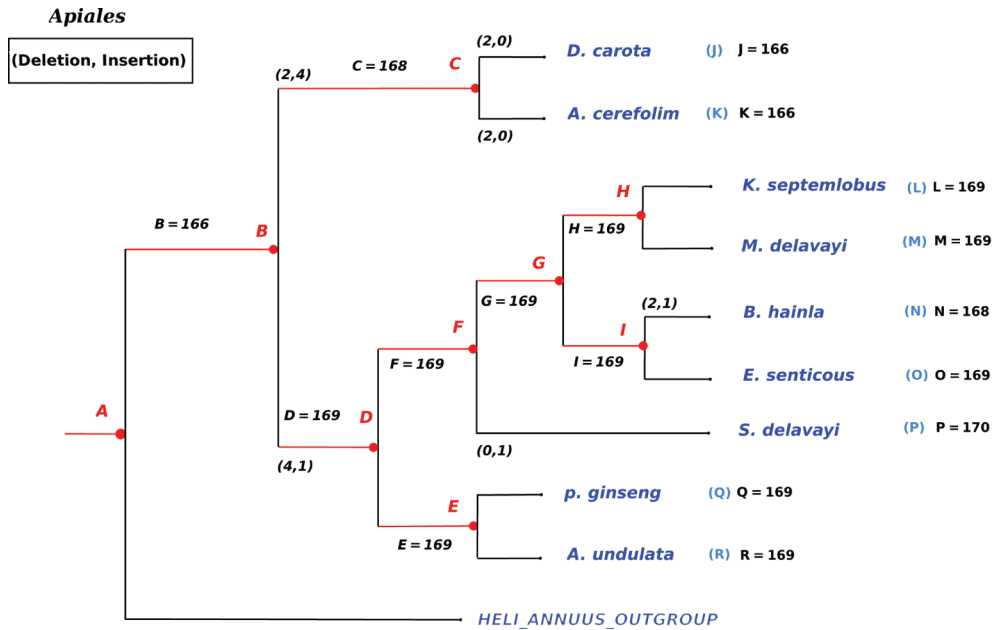 Apiales
(Deletion, Insertion)
(2,0)
D. carota (J) J = 166
C = 168 C
(2,4)
A. cerefolim (K) K = 166
(2,0)
H K. septemlobus (L) L = 169
B = 166 B
H = 169
M. delavayi (M) M = 169
G
G = 169
(2,1)
B. hainla (N) N = 168
F I
F = 169 I = 169
E. senticous (O) O = 169
A D = 169 D
S. delavayi (P) P = 170
(4,1) (0,1)
p. ginseng (Q) Q = 169
E
E = 169
A. undulata (R) R = 169
HELI_ANNUUS_OUTGROUP